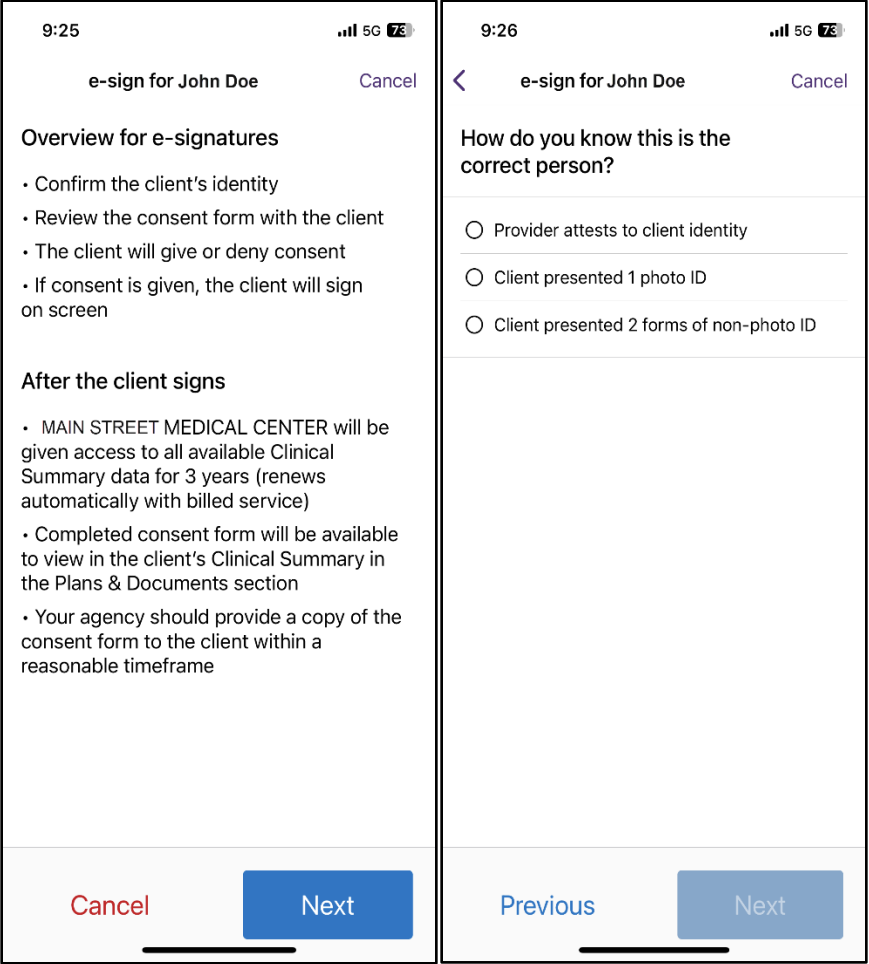 9:25
5G 73
e-sign for John Doe
Cancel
Overview for e-signatures
• Confirm the client's identity
• Review the consent form with the client
• The client will give or deny consent
• If consent is given, the client will sign
on screen
After the client signs
• MAIN STREET MEDICAL CENTER will be
given access to all available Clinical
Summary data for 3 years (renews
automatically with billed service)
• Completed consent form will be available
to view in the client's Clinical Summary in
the Plans & Documents section
• Your agency should provide a copy of the
consent form to the client within a
reasonable timeframe
Cancel
Next
9:26
5G 73
e-sign for John Doe
Cancel
How do you know this is the
correct person?
Provider attests to client identity
Client presented 1 photo ID
Client presented 2 forms of non-photo ID
Previous
Next